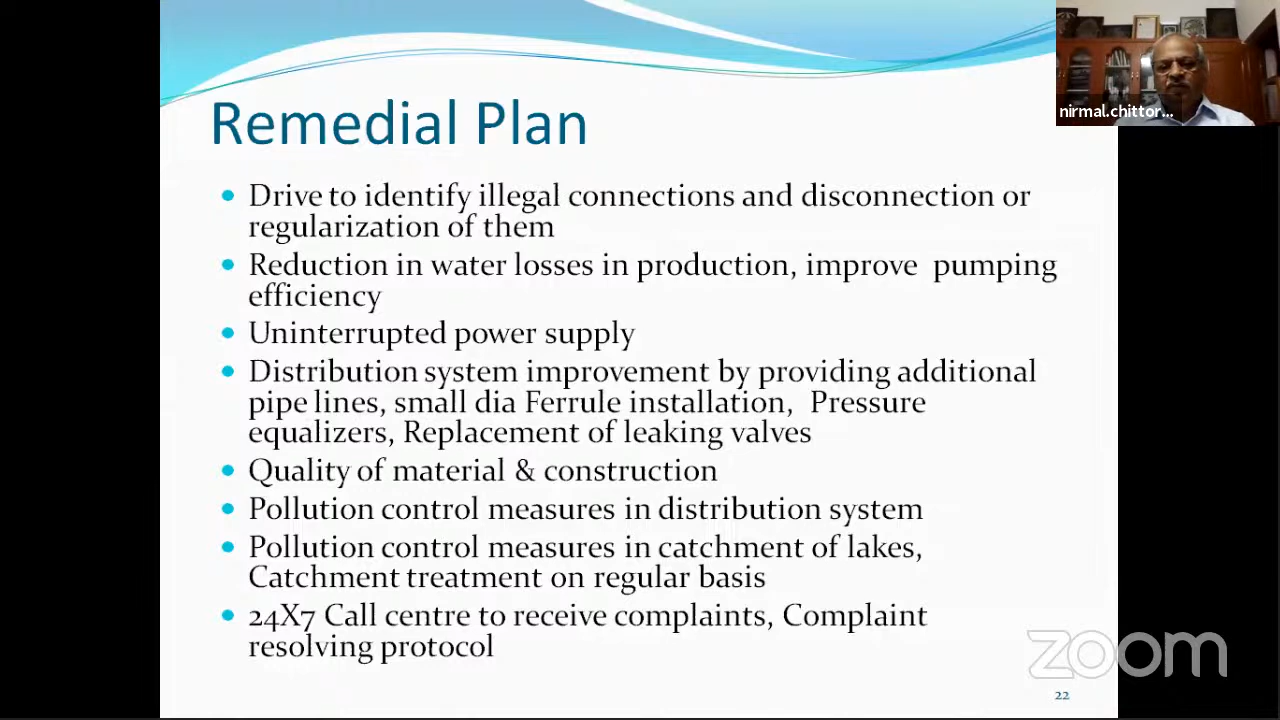 Remedial Plan
• Drive to identify illegal connections and disconnection or
regularization of them
• Reduction in water losses in production, improve  pumping
efficiency
• Uninterrupted power supply
• Distribution system improvement by providing additional
pipe lines, small dia Ferrule installation,  Pressure
equalizers, Replacement of leaking valves
• Quality of material & construction
• Pollution control measures in distribution system
• Pollution control measures in catchment of lakes,
Catchment treatment on regular basis
• 24X7 Call centre to receive complaints, Complaint
resolving protocol
22
nirmal.chittor...
zoom